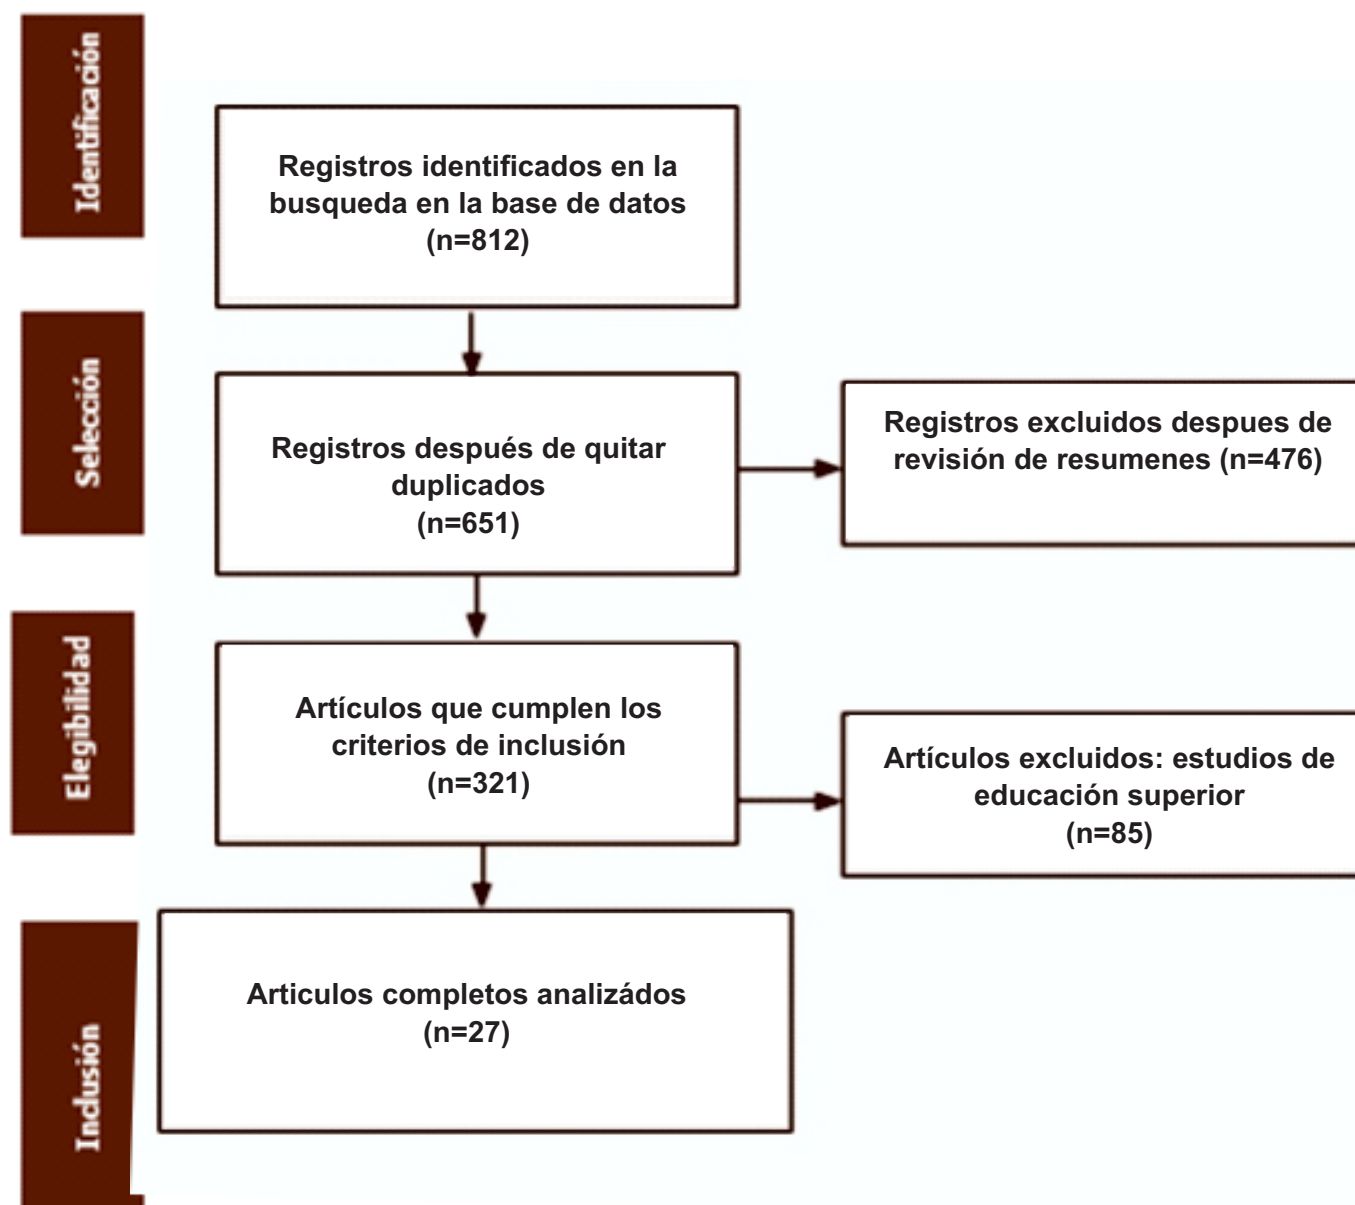 Identificación
Registros identificados en la
busqueda en la base de datos
(n=812)
Selección
Registros después de quitar
duplicados
(n=651)
Registros excluidos despues de
revisión de resumenes (n=476)
Elegibilidad
Artículos que cumplen los
criterios de inclusión
(n=321)
Artículos excluidos: estudios de
educación superior
(n=85)
Inclusión
Articulos completos analizádos
(n=27)